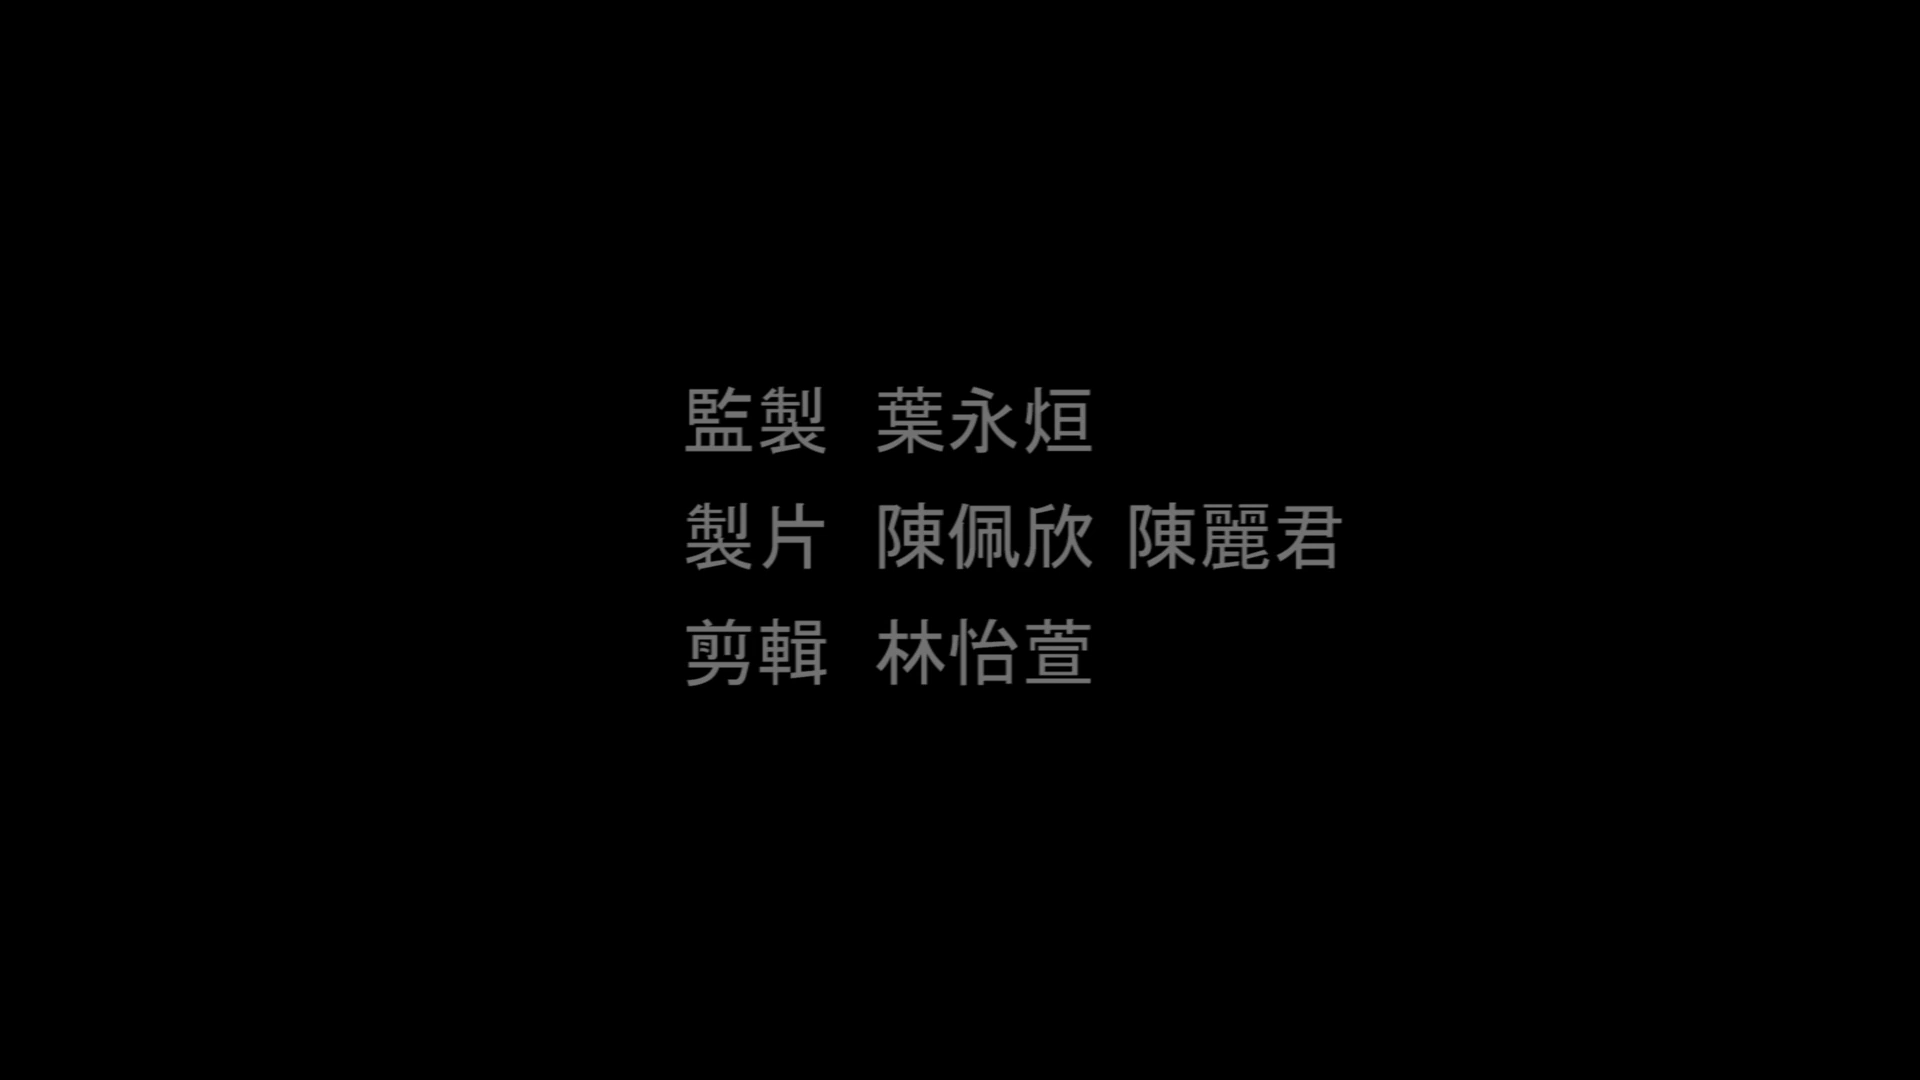 監製 葉永烜
製片 陳佩欣 陳麗君
剪輯 林怡萱